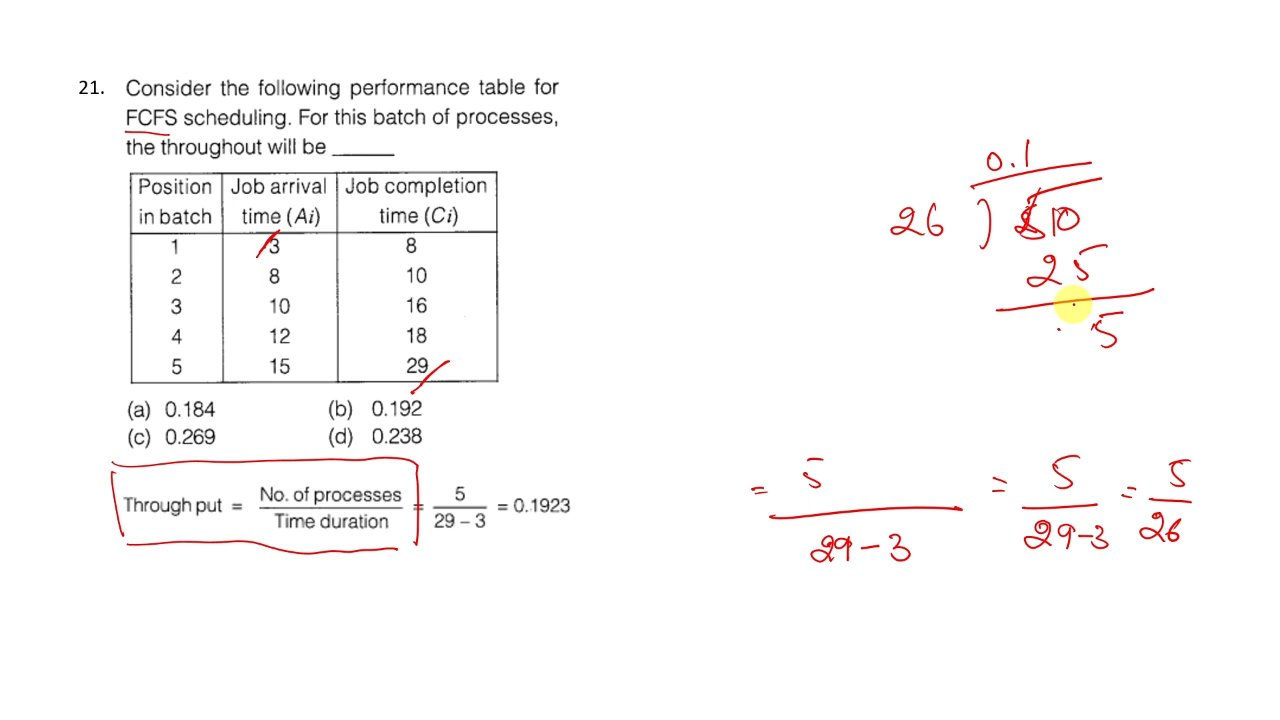 21. Consider the following performance table for
FCFS scheduling. For this batch of processes,
the throughout will be ______
Position in batch Job arrival time (Ai) Job completion time (Ci)
1 3 8
2 8 10
3 10 16
4 12 18
5 15 29
(a) 0.184 (b) 0.192
(c) 0.269 (d) 0.238
Through put = No. of processes / Time duration = 5 / 29 – 3 = 0.1923
0.1
26 ) 10
25
5
= 5 / 29 – 3 = 5 / 29-3 = 5 / 26